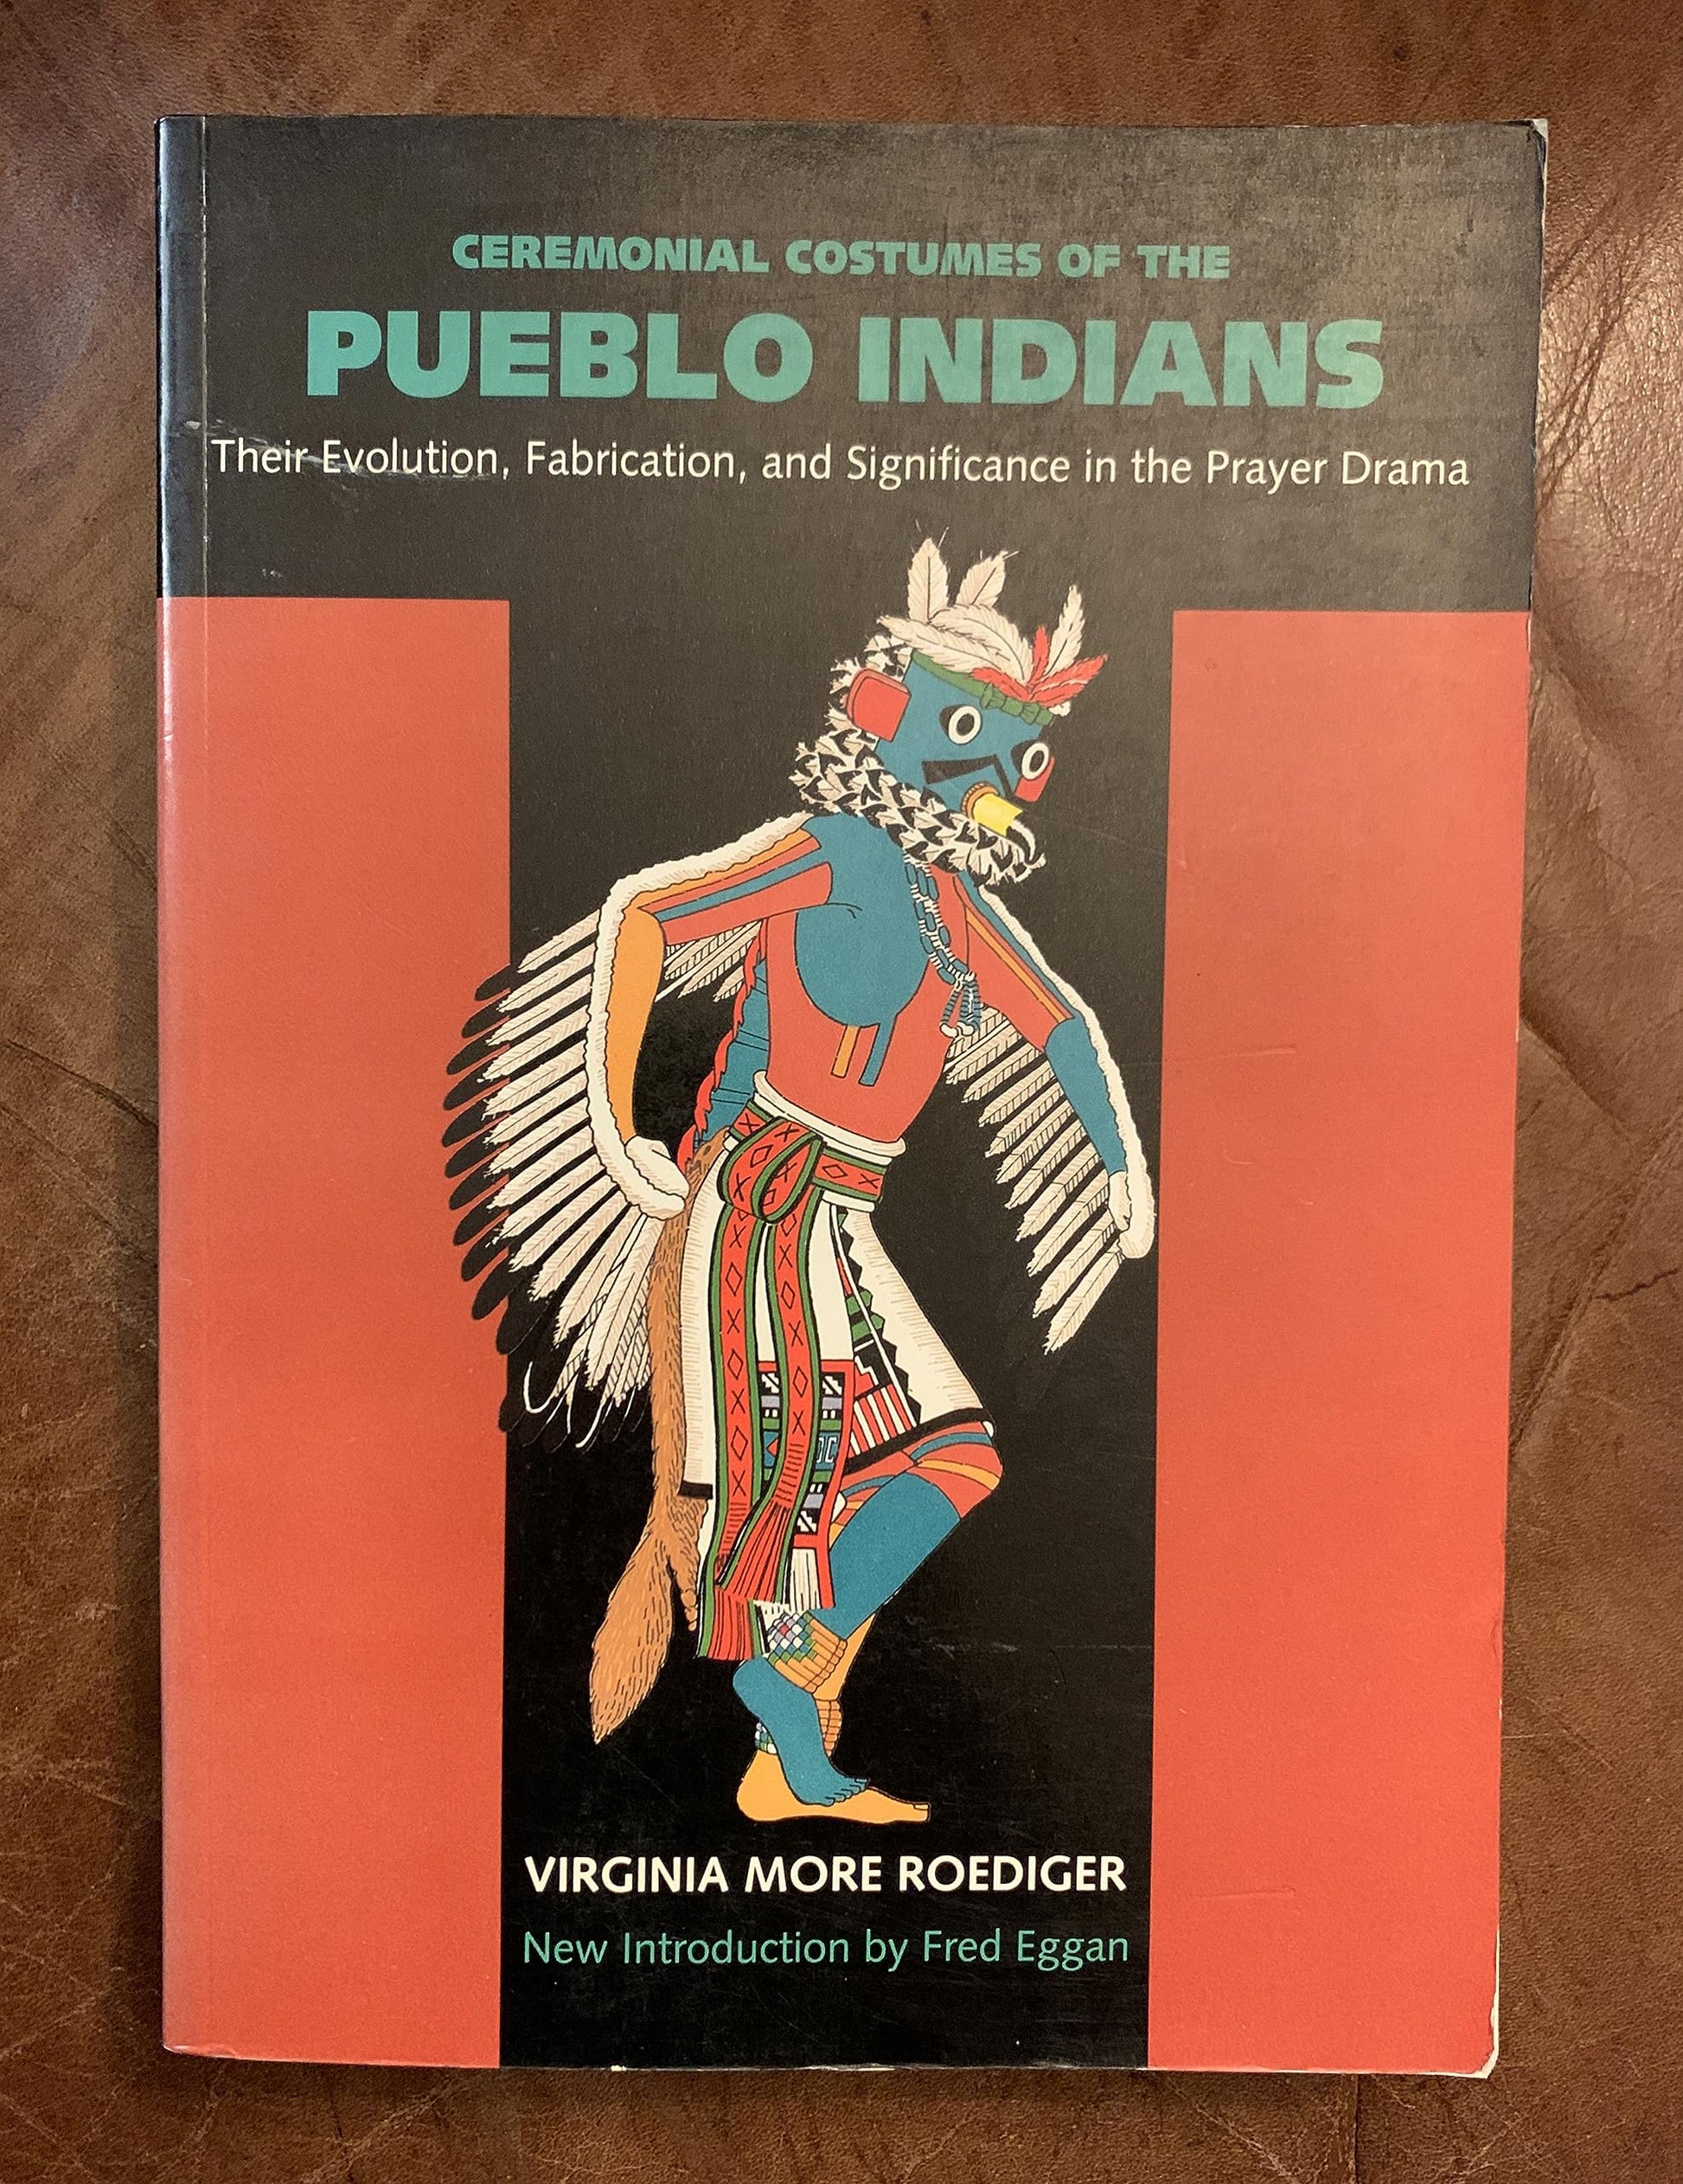 CEREMONIAL COSTUMES OF THE
PUEBLO INDIANS
Their Evolution, Fabrication, and Significance in the Prayer Drama
VIRGINIA MORE ROEDIGER
New Introduction by Fred Eggan